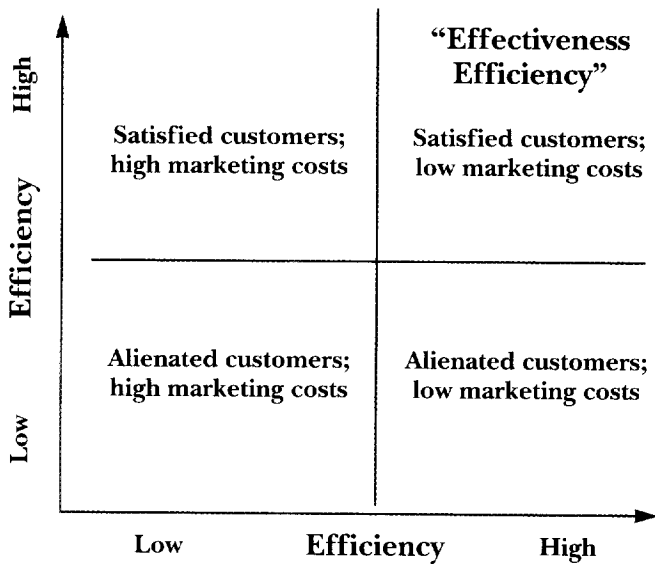 “Effectiveness
Efficiency”
High
Satisfied customers;
high marketing costs
Satisfied customers;
low marketing costs
Efficiency
Alienated customers;
high marketing costs
Alienated customers;
low marketing costs
Low
Low
Efficiency
High